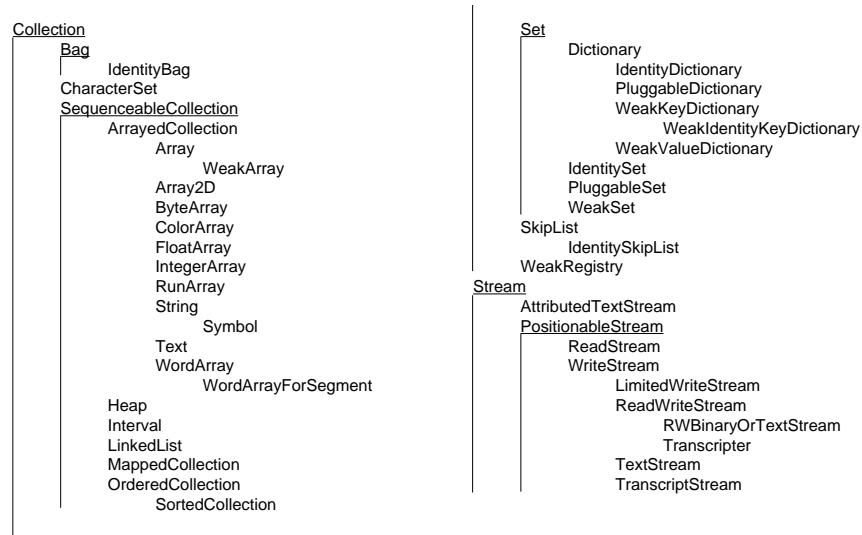 Collection
Bag
IdentityBag
CharacterSet
SequenceableCollection
ArrayedCollection
Array
WeakArray
Array2D
ByteArray
ColorArray
FloatArray
IntegerArray
RunArray
String
Symbol
Text
WordArray
WordArrayForSegment
Heap
Interval
LinkedList
MappedCollection
OrderedCollection
SortedCollection
Set
Dictionary
IdentityDictionary
PluggableDictionary
WeakKeyDictionary
WeakIdentityKeyDictionary
WeakValueDictionary
IdentitySet
PluggableSet
WeakSet
SkipList
IdentitySkipList
WeakRegistry
Stream
AttributedTextStream
PositionableStream
ReadStream
WriteStream
LimitedWriteStream
ReadWriteStream
RWBinaryOrTextStream
Transcripter
TextStream
TranscriptStream